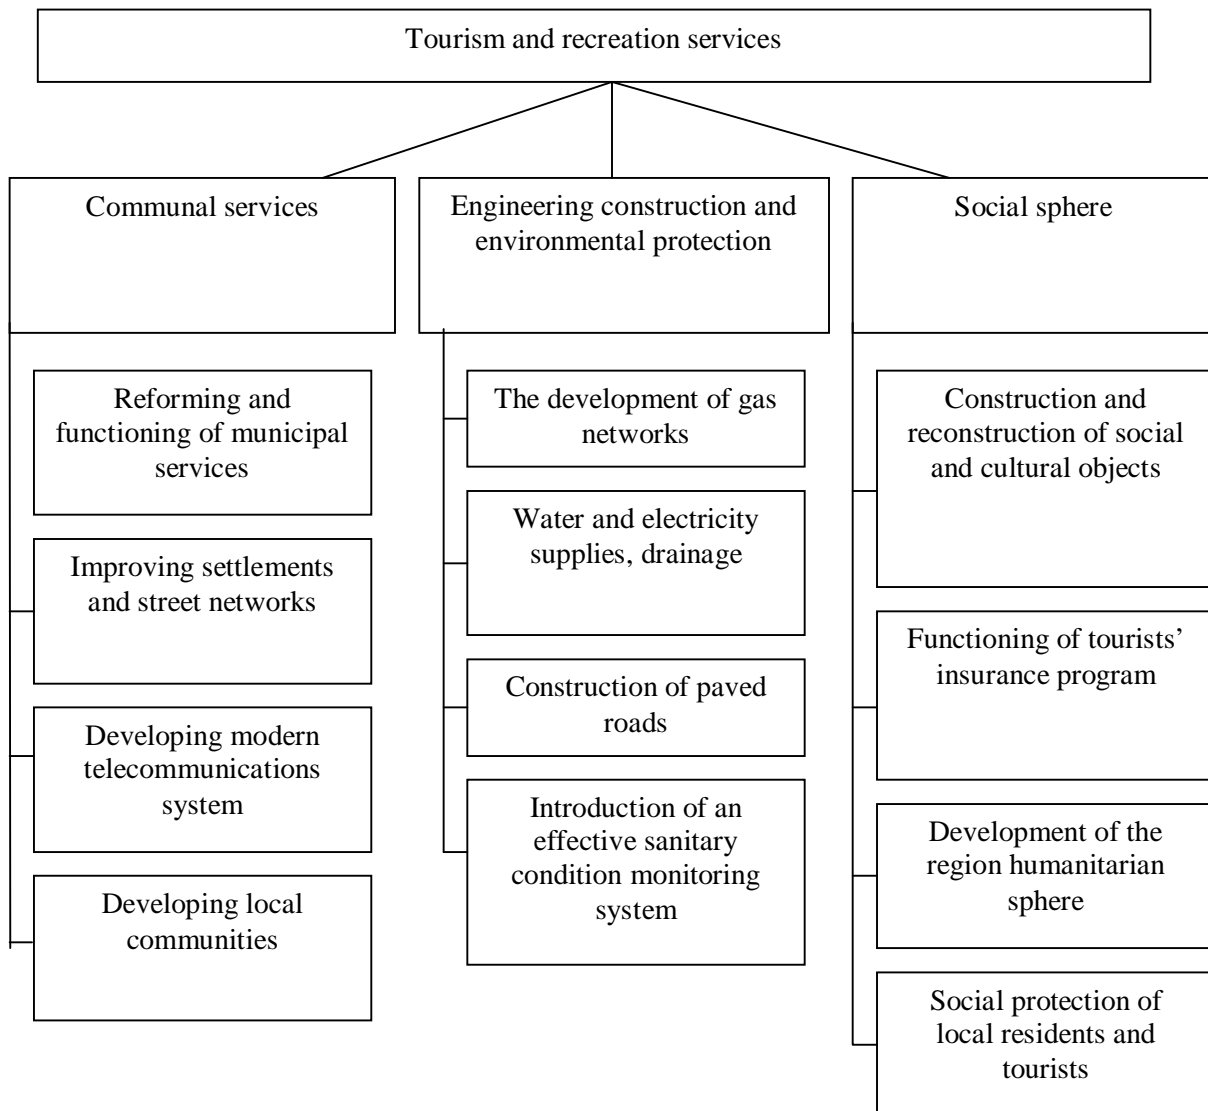 Tourism and recreation services
Communal services
Engineering construction and
environmental protection
Social sphere
Reforming and
functioning of municipal
services
Improving settlements
and street networks
Developing modern
telecommunications
system
Developing local
communities
The development of gas
networks
Water and electricity
supplies, drainage
Construction of paved
roads
Introduction of an
effective sanitary
condition monitoring
system
Construction and
reconstruction of social
and cultural objects
Functioning of tourists’
insurance program
Development of the
region humanitarian
sphere
Social protection of
local residents and
tourists